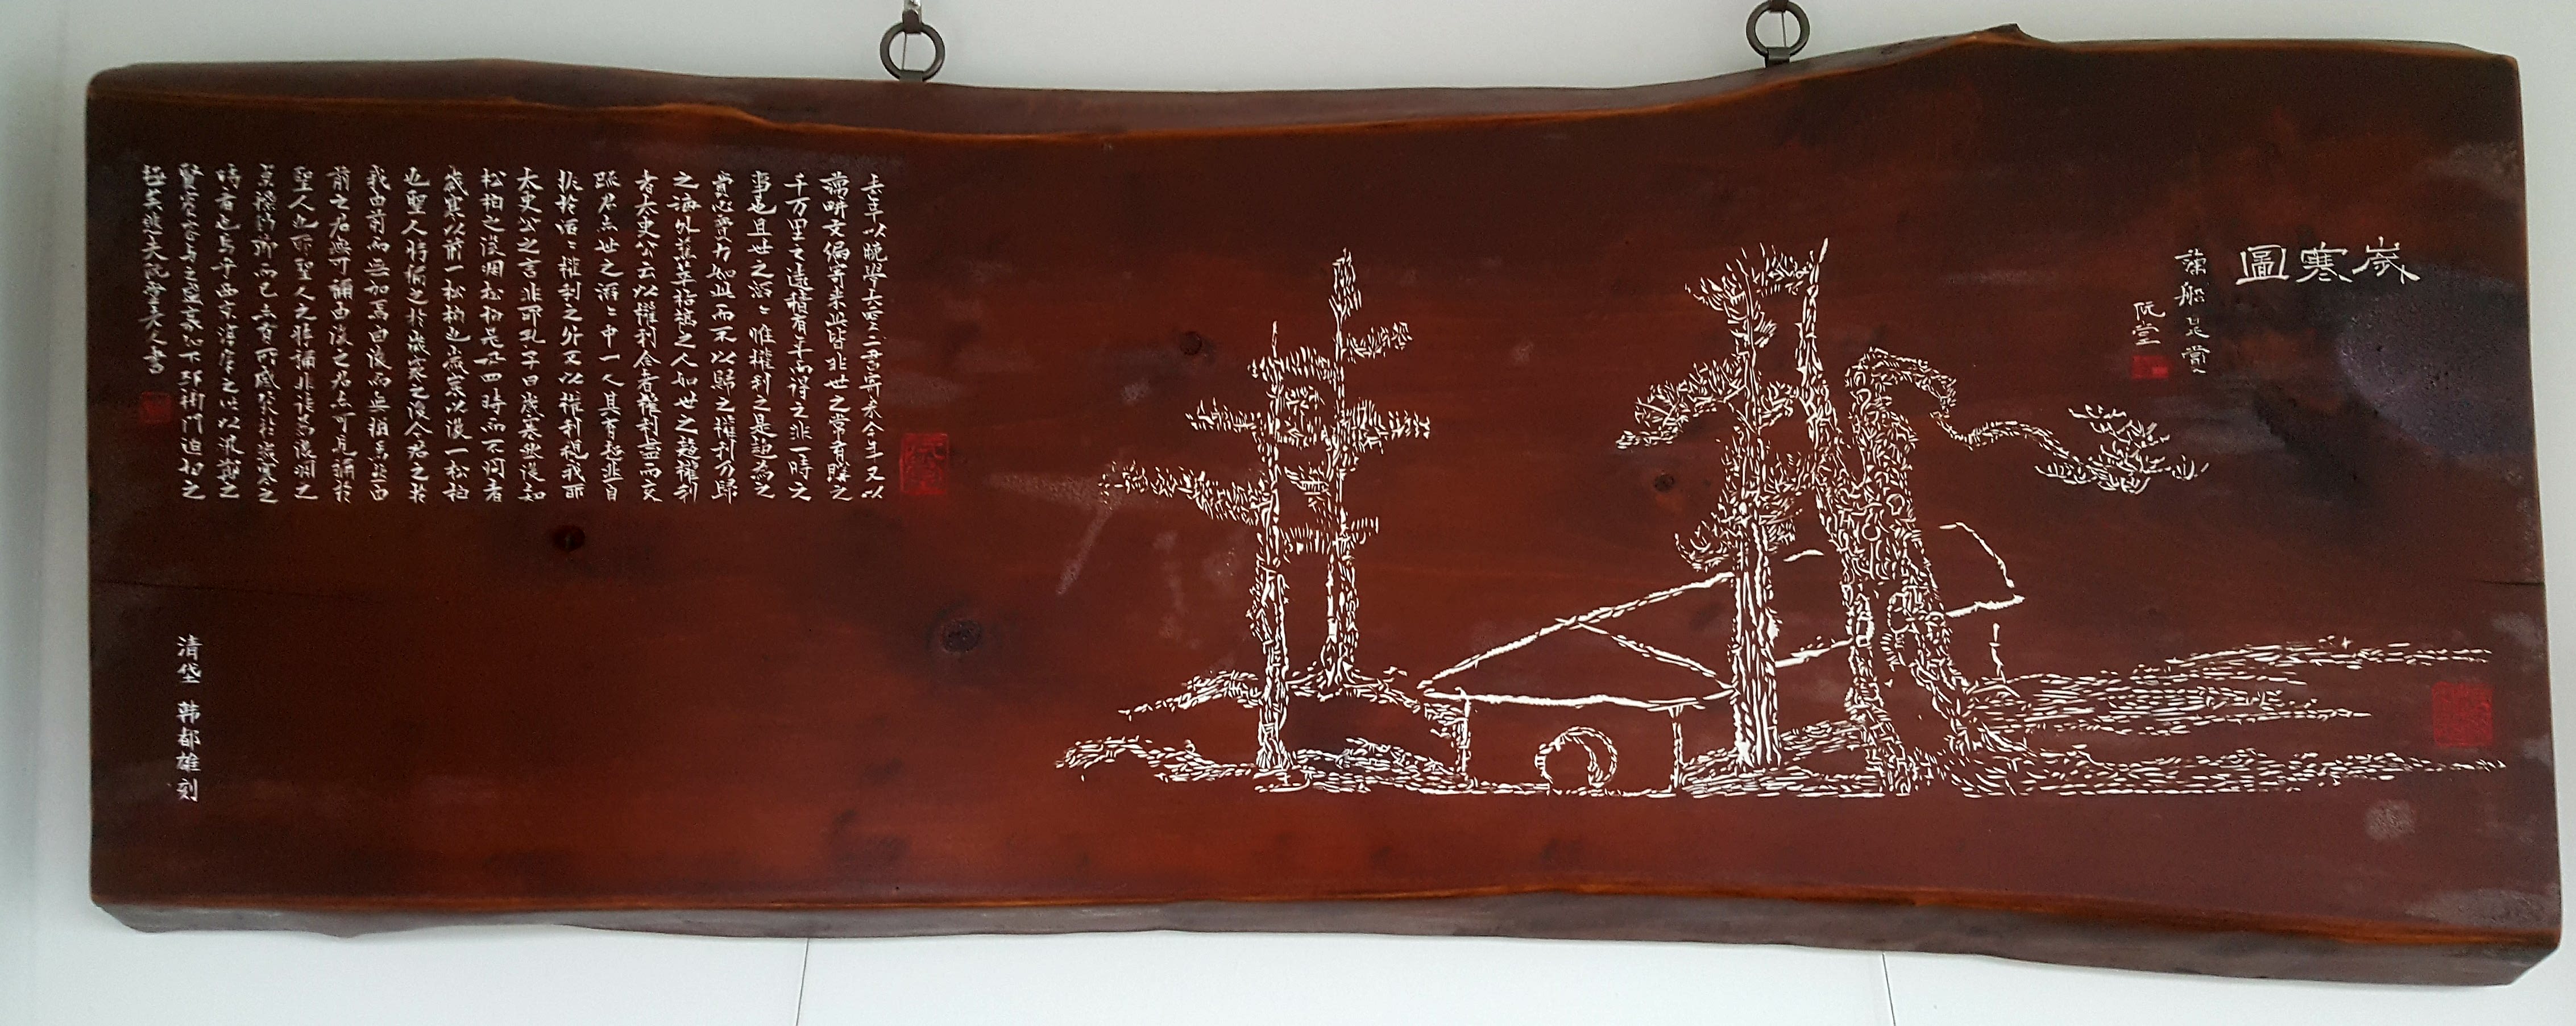 歲寒圖
藕船是賞
阮堂
去年以晚學大雲二書寄來今年又以
藕畊文編寄來此皆非世之常有購之
千万里之遠積有年而得之非一時之
事也且世之滔〻惟權利之是趨為之
費心費力如此而不以歸之權利乃歸
之海外蕉萃枯槁之人如世之趨權利
者太史公云以權利合者權利盡而交
疎君亦世之滔〻中一人其有超然自
拔於滔〻權利之外不以權利視我耶
太史公之言非耶孔子曰歲寒然後知
松柏之後凋松柏是毋四時而不凋者
歲寒以前一松柏也歲寒以後一松柏
也聖人特稱之於歲寒之後今君之於
我由前而無加焉由後而無損焉然由
前之君無可稱由後之君亦可見稱於
聖人也耶聖人之特稱非徒為後凋之
貞操勁節而已亦有所感發於歲寒之
時者也烏乎西京淳厚之世以汲鄭之
賢賓客與之盛衰如下邳榜門迫切之
極矣悲夫阮堂老人書
清垈 韩都雄刻